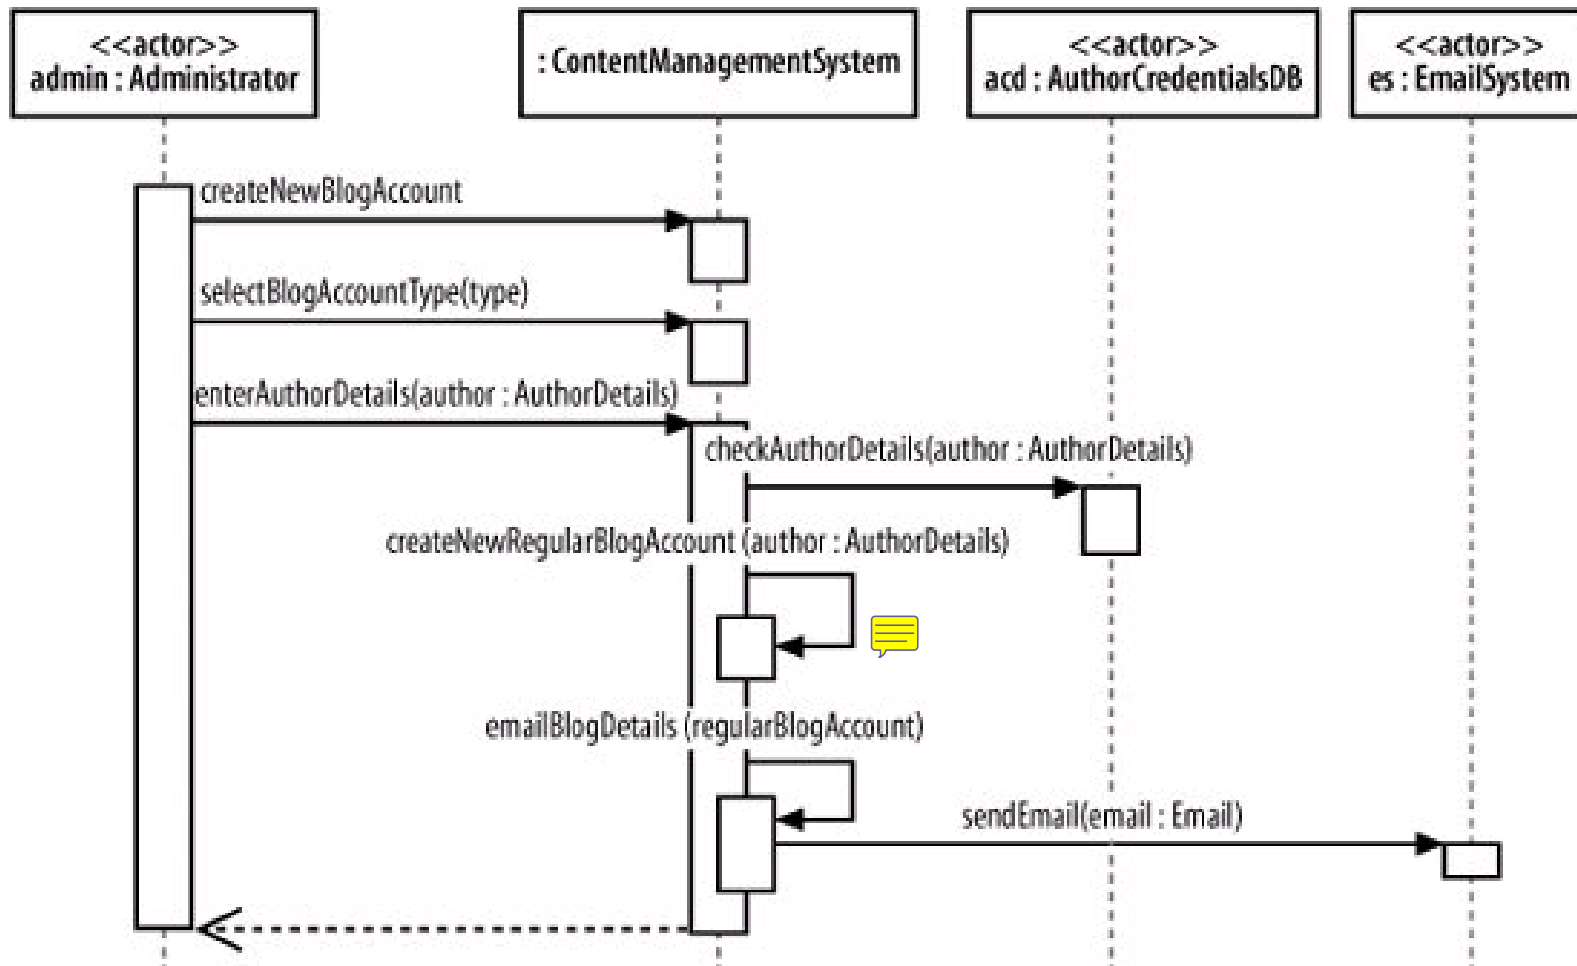 <<actor>>
admin : Administrator
: ContentManagementSystem
<<actor>>
acd : AuthorCredentialsDB
<<actor>>
es : EmailSystem
createNewBlogAccount
selectBlogAccountType(type)
enterAuthorDetails(author : AuthorDetails)
checkAuthorDetails(author : AuthorDetails)
createNewRegularBlogAccount (author : AuthorDetails)
emailBlogDetails (regularBlogAccount)
sendEmail(email : Email)